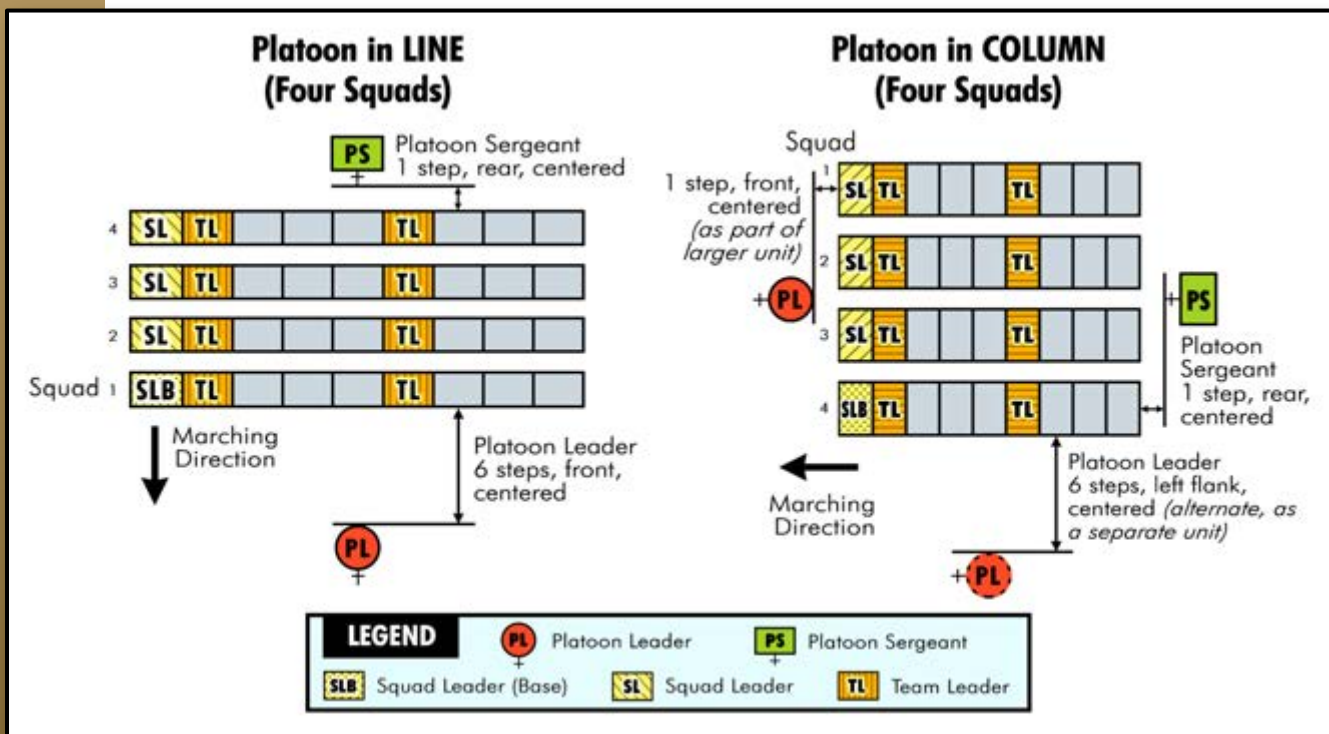 Platoon in LINE
(Four Squads)
PS
Platoon Sergeant
1 step, rear, centered
4 SL TL TL
3 SL TL TL
2 SL TL TL
Squad 1 SLB TL TL
Marching
Direction
Platoon Leader
6 steps, front,
centered
PL
Platoon in COLUMN
(Four Squads)
Squad
1 SL TL TL
1 step, front,
centered
(as part of
larger unit)
2 SL TL TL
PL
PS
3 SL TL TL
Platoon
Sergeant
1 step, rear,
centered
4 SLB TL TL
Marching
Direction
Platoon Leader
6 steps, left flank,
centered (alternate, as
a separate unit)
PL
LEGEND
PL Platoon Leader
PS Platoon Sergeant
SLB Squad Leader (Base)
SL Squad Leader
TL Team Leader